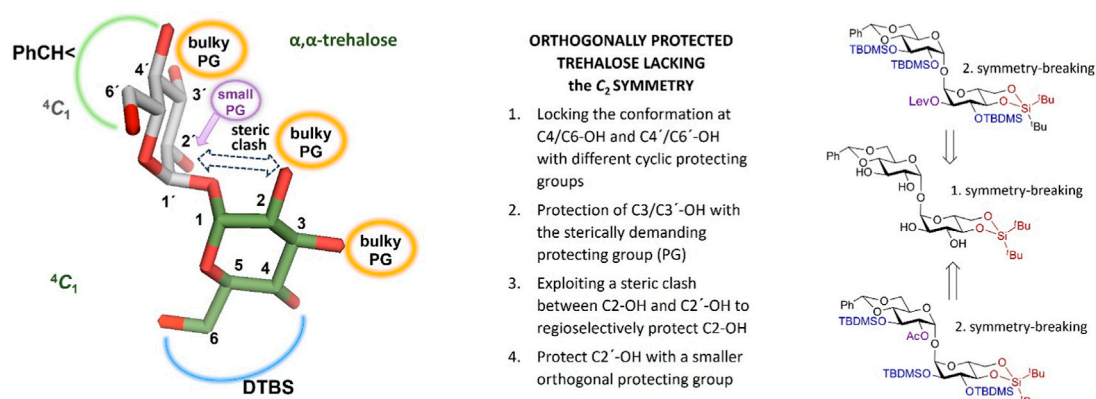 PhCH<
bulky
PG
α,α-trehalose
4´
6´
3´
⁴C₁
small
PG
2´
steric
clash
bulky
PG
1´
1
2
3
bulky
PG
5
4
⁴C₁
6
DTBS
ORTHOGONALLY PROTECTED
TREHALOSE LACKING
the C₂ SYMMETRY
1. Locking the conformation at
C4/C6-OH and C4´/C6´-OH
with different cyclic protecting
groups
2. Protection of C3/C3´-OH with
the sterically demanding
protecting group (PG)
3. Exploiting a steric clash
between C2-OH and C2´-OH to
regioselectively protect C2-OH
4. Protect C2´-OH with a smaller
orthogonal protecting group
Ph
O
O
O
TBDMSO
TBDMSO
O
2. symmetry-breaking
O
O
LevO
O
Si
tBu
tBu
TBDMSO
Ph
O
O
O
HO
HO
O
1. symmetry-breaking
O
O
HO
O
Si
tBu
tBu
OH
Ph
O
O
O
TBDMSO
AcO
O
2. symmetry-breaking
O
O
TBDMSO
O
Si
tBu
TBDMSO